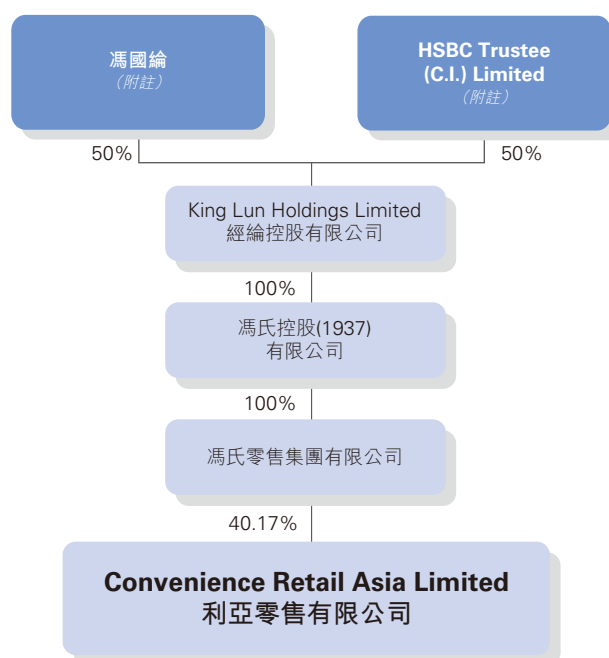 馮國綸
(附註)
HSBC Trustee
(C.I.) Limited
(附註)
50%
50%
King Lun Holdings Limited
經綸控股有限公司
100%
馮氏控股(1937)
有限公司
100%
馮氏零售集團有限公司
40.17%
Convenience Retail Asia Limited
利亞零售有限公司